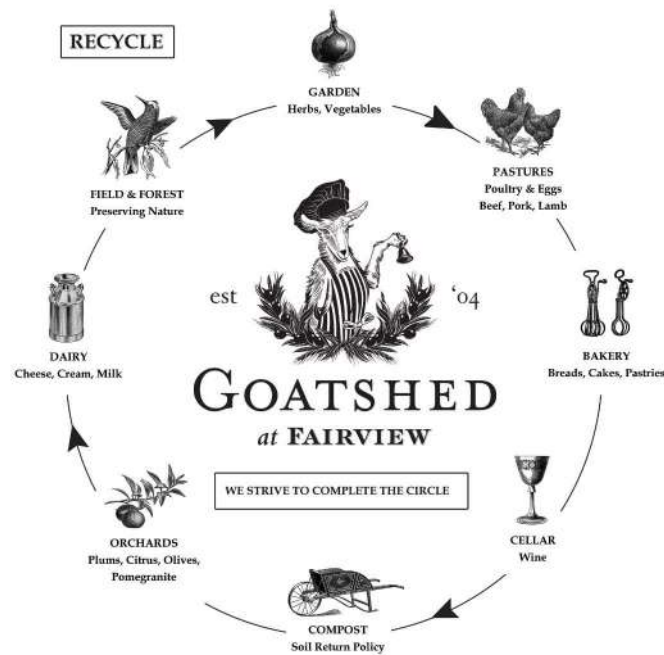 RECYCLE
GARDEN
Herbs, Vegetables
PASTURES
Poultry & Eggs
Beef, Pork, Lamb
BAKERY
Breads, Cakes, Pastries
CELLAR
Wine
COMPOST
Soil Return Policy
ORCHARDS
Plums, Citrus, Olives,
Pomegranite
DAIRY
Cheese, Cream, Milk
FIELD & FOREST
Preserving Nature
est '04
GOATSHED
at FAIRVIEW
WE STRIVE TO COMPLETE THE CIRCLE